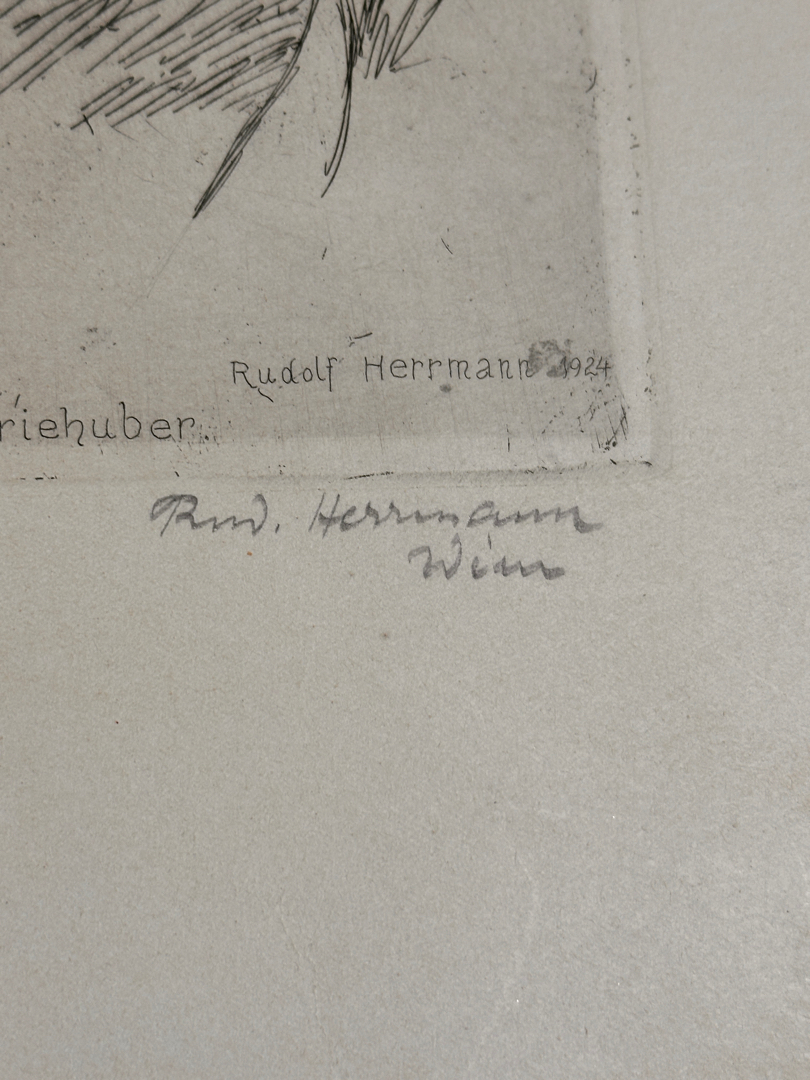 Rudolf Herrmann 1924
riehuber.
Rud. Herrmann
Wien